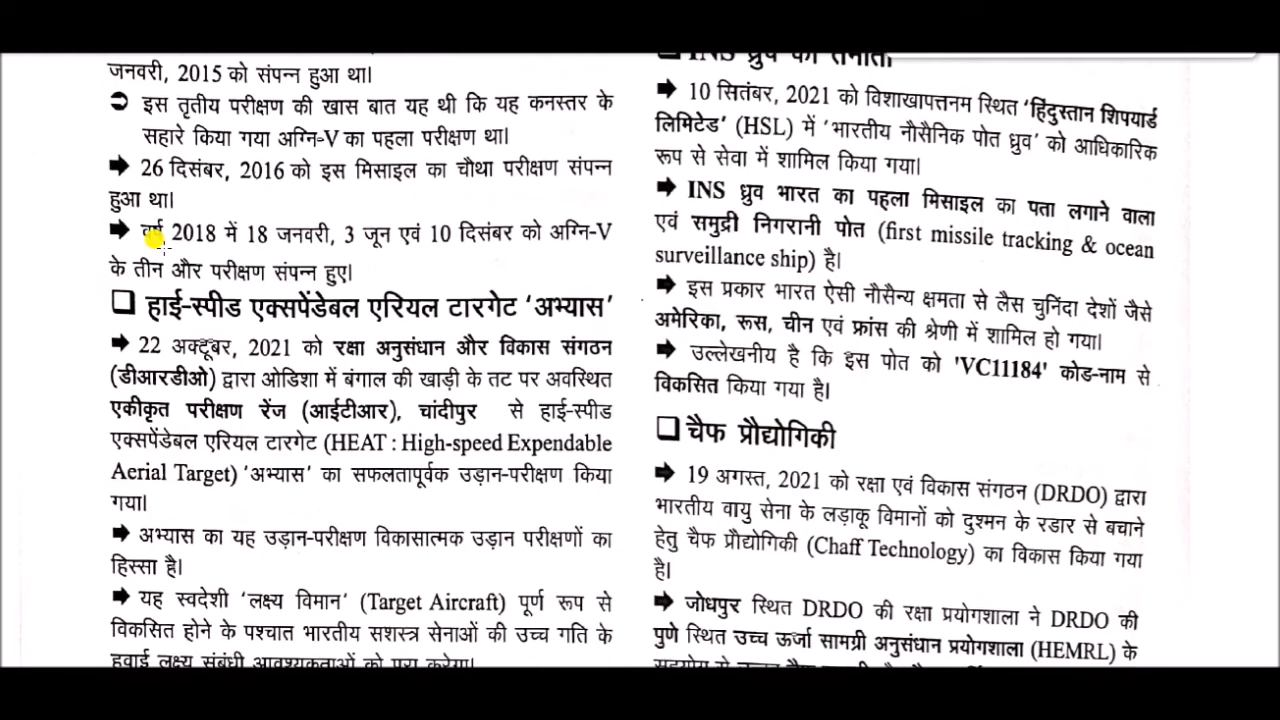 जनवरी, 2015 को संपन्न हुआ था।
➲ इस तृतीय परीक्षण की खास बात यह थी कि यह कनस्तर के
सहारे किया गया अग्नि-V का पहला परीक्षण था।
➡ 26 दिसंबर, 2016 को इस मिसाइल का चौथा परीक्षण संपन्न
हुआ था।
➡ वर्ष 2018 में 18 जनवरी, 3 जून एवं 10 दिसंबर को अग्नि-V
के तीन और परीक्षण संपन्न हुए।
❑ हाई-स्पीड एक्सपेंडेबल एरियल टारगेट ‘अभ्यास’
➡ 22 अक्टूबर, 2021 को रक्षा अनुसंधान और विकास संगठन
(डीआरडीओ) द्वारा ओडिशा में बंगाल की खाड़ी के तट पर अवस्थित
एकीकृत परीक्षण रेंज (आईटीआर), चांदीपुर से हाई-स्पीड
एक्सपेंडेबल एरियल टारगेट (HEAT : High-speed Expendable
Aerial Target) ‘अभ्यास’ का सफलतापूर्वक उड़ान-परीक्षण किया
गया।
➡ अभ्यास का यह उड़ान-परीक्षण विकासात्मक उड़ान परीक्षणों का
हिस्सा है।
➡ यह स्वदेशी ‘लक्ष्य विमान’ (Target Aircraft) पूर्ण रूप से
विकसित होने के पश्चात भारतीय सशस्त्र सेनाओं की उच्च गति के
हवाई लक्ष्य संबंधी आवश्यकताओं को पूरा करेगा।
❑ INS ध्रुव की तैनाती
➡ 10 सितंबर, 2021 को विशाखापत्तनम स्थित ‘हिंदुस्तान शिपयार्ड
लिमिटेड’ (HSL) में ‘भारतीय नौसैनिक पोत ध्रुव’ को आधिकारिक
रूप से सेवा में शामिल किया गया।
➡ INS ध्रुव भारत का पहला मिसाइल का पता लगाने वाला
एवं समुद्री निगरानी पोत (first missile tracking & ocean
surveillance ship) है।
➡ इस प्रकार भारत ऐसी नौसैन्य क्षमता से लैस चुनिंदा देशों जैसे
अमेरिका, रूस, चीन एवं फ्रांस की श्रेणी में शामिल हो गया।
➡ उल्लेखनीय है कि इस पोत को ‘VC11184’ कोड-नाम से
विकसित किया गया है।
❑ चैफ प्रौद्योगिकी
➡ 19 अगस्त, 2021 को रक्षा एवं विकास संगठन (DRDO) द्वारा
भारतीय वायु सेना के लड़ाकू विमानों को दुश्मन के रडार से बचाने
हेतु चैफ प्रौद्योगिकी (Chaff Technology) का विकास किया गया
है।
➡ जोधपुर स्थित DRDO की रक्षा प्रयोगशाला ने DRDO की
पुणे स्थित उच्च ऊर्जा सामग्री अनुसंधान प्रयोगशाला (HEMRL) के